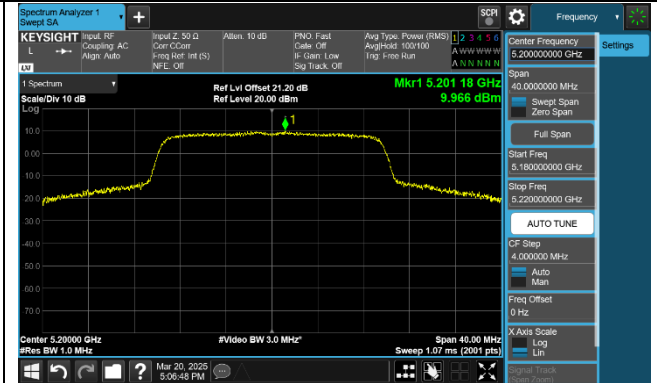 Spectrum Analyzer 1
Swept SA
SCPI
Frequency
KEYSIGHT
L
LXI
Input: RF
Coupling: AC
Align: Auto
Input Z: 50 Ω
Corr CCorr
Freq Ref: Int (S)
NFE: Off
Atten: 10 dB
PNO: Fast
Gate: Off
IF Gain: Low
Sig Track: Off
Avg Type: Power (RMS)
Avg|Hold: 100/100
Trig: Free Run
1 2 3 4 5 6
A W W W W W
A N N N N N
1 Spectrum
Scale/Div 10 dB
Log
Ref Lvl Offset 21.20 dB
Ref Level 20.00 dBm
Mkr1 5.201 18 GHz
9.966 dBm
1
10.0
0.00
-10.0
-20.0
-30.0
-40.0
-50.0
-60.0
-70.0
Center 5.20000 GHz
#Res BW 1.0 MHz
#Video BW 3.0 MHz*
Span 40.00 MHz
Sweep 1.07 ms (2001 pts)
Mar 20, 2025
5:06:48 PM
Center Frequency
5.200000000 GHz
Settings
Span
40.0000000 MHz
Swept Span
Zero Span
Full Span
Start Freq
5.180000000 GHz
Stop Freq
5.220000000 GHz
AUTO TUNE
CF Step
4.000000 MHz
Auto
Man
Freq Offset
0 Hz
X Axis Scale
Log
Lin
Signal Track
(Span Zoom)